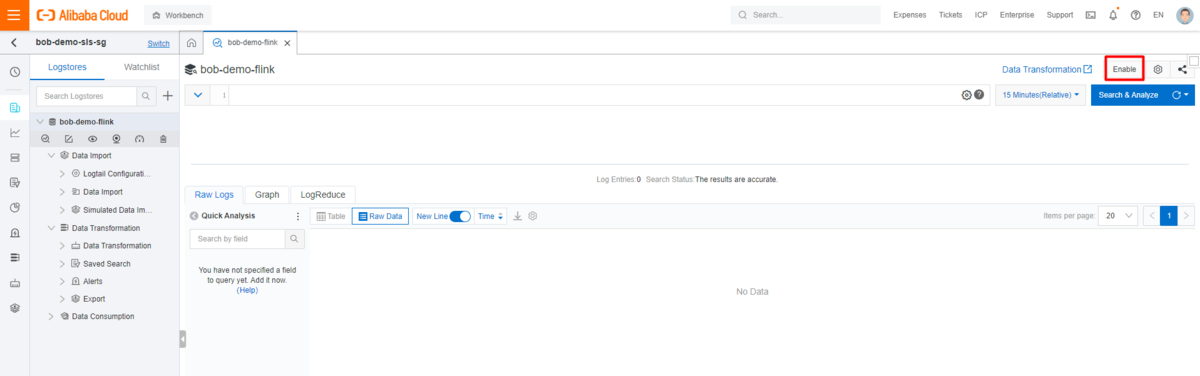 Alibaba Cloud Workbench Search... Expenses Tickets ICP Enterprise Support EN
bob-demo-sls-sg Switch bob-demo-flink
Logstores Watchlist bob-demo-flink Data Transformation Enable
Search Logstores 1 ? 15 Minutes(Relative) Search & Analyze
bob-demo-flink
Data Import
Logtail Configurati...
Log Entries:0 Search Status:The results are accurate.
Data Import Raw Logs Graph LogReduce
Simulated Data Im...
Quick Analysis Table Raw Data New Line Time Items per page: 20 1
Data Transformation
Search by field
Data Transformation
Saved Search
You have not specified a field
to query yet. Add it now.
(Help)
Alerts
No Data
Export
Data Consumption